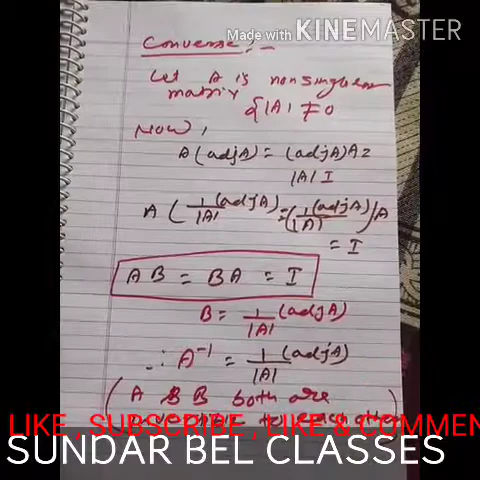 Made with KINEMASTER
Converse:-
Let A is nonsingular
matrix {|A| ≠ 0
Now,
A(adjA) = (adjA)A =
|A| I
A ( 1/|A| (adjA) = ( 1/|A| (adjA) ) A
= I
AB = BA = I
B = 1/|A| (adjA)
∴ A⁻¹ = 1/|A| (adjA)
( A & B both are
LIKE , SUBSCRIBE , LIKE & COMMEN
SUNDAR BEL CLASSES